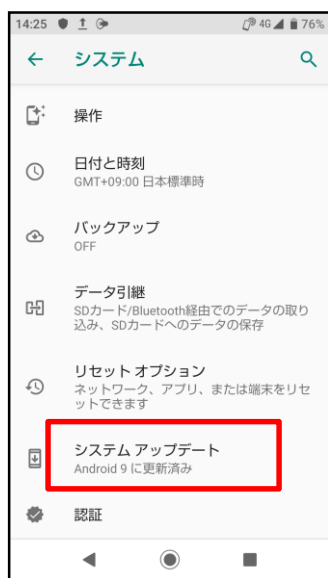 14:25 4G 76%
システム
操作
日付と時刻
GMT+09:00 日本標準時
バックアップ
OFF
データ引継
SDカード/Bluetooth経由でのデータの取り
込み、SDカードへのデータの保存
リセット オプション
ネットワーク、アプリ、または端末をリセ
ットできます
システム アップデート
Android 9 に更新済み
認証